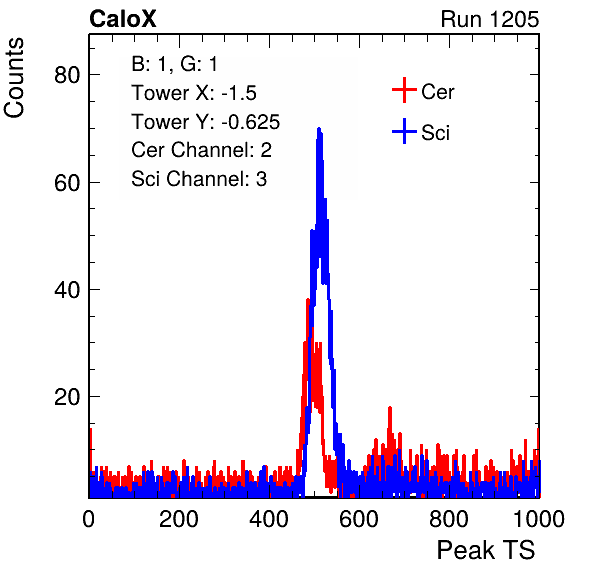 CaloX Run 1205
Counts
80
60
40
20
B: 1, G: 1
Tower X: -1.5
Tower Y: -0.625
Cer Channel: 2
Sci Channel: 3
Cer
Sci
0 200 400 600 800 1000
Peak TS